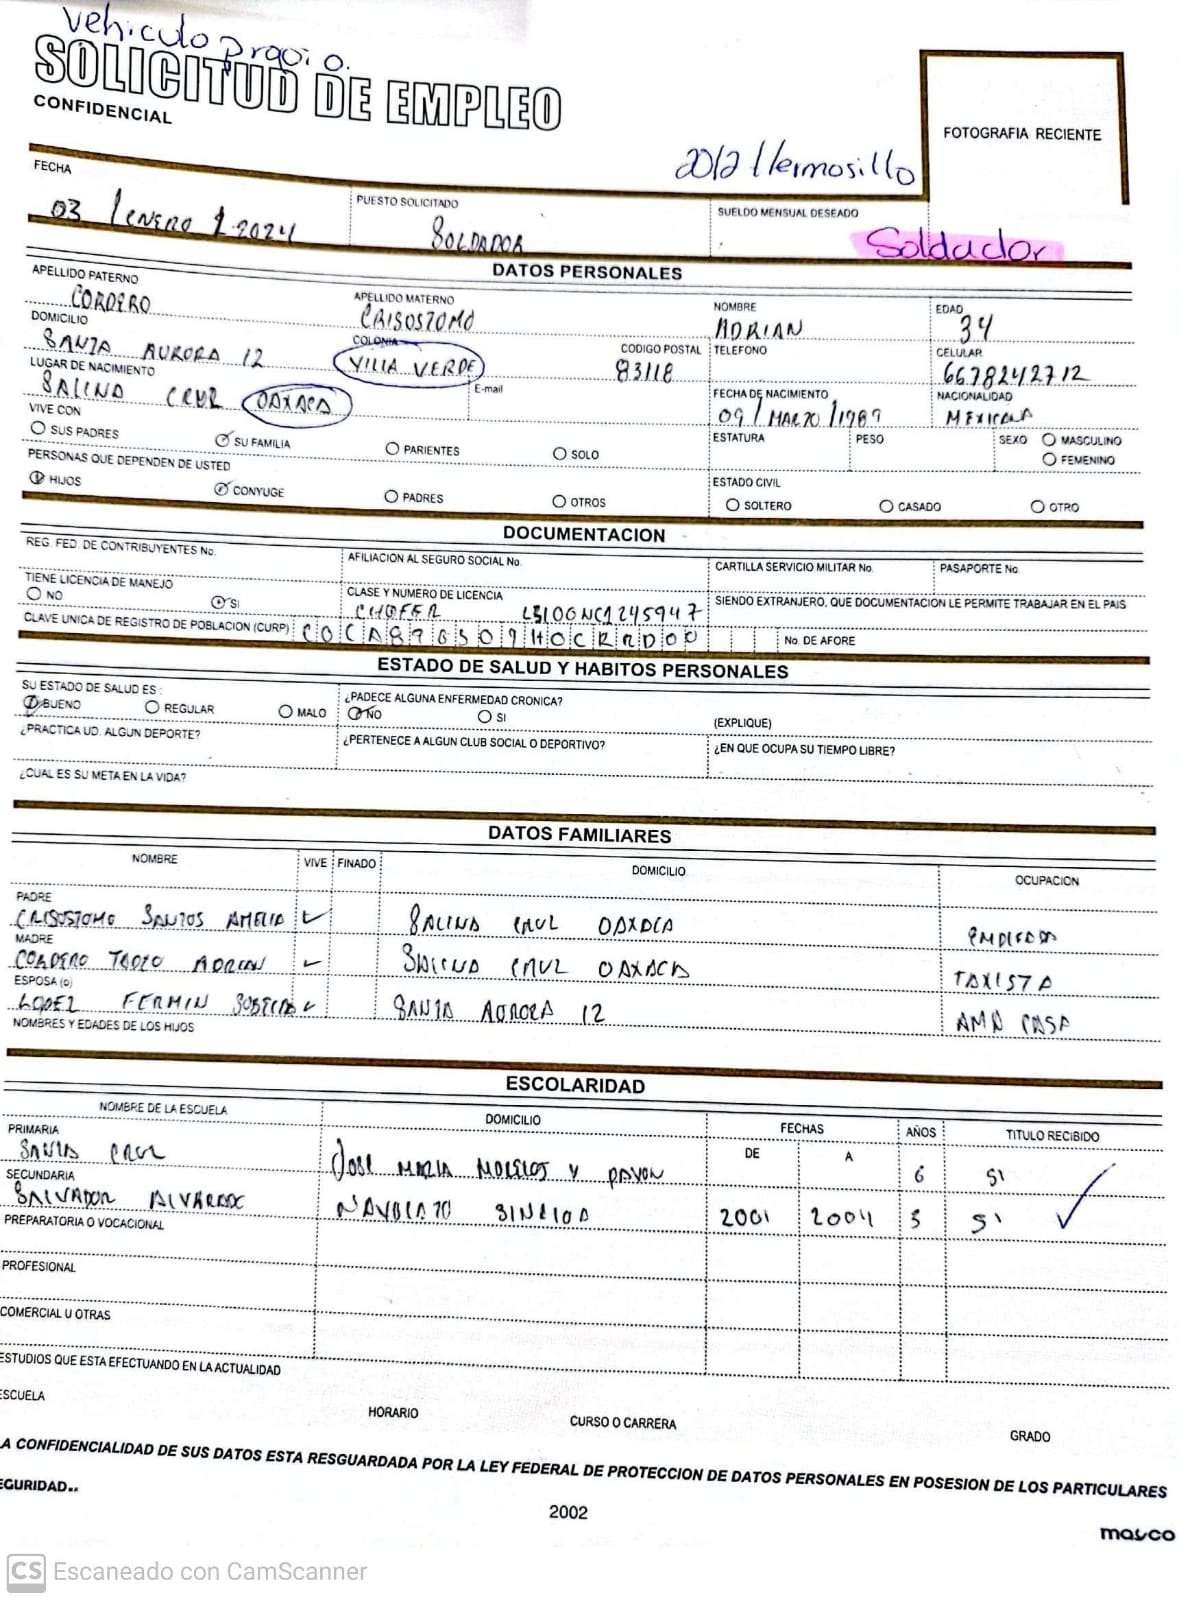 vehiculo propio.
SOLICITUD DE EMPLEO
CONFIDENCIAL
FOTOGRAFIA RECIENTE
2012 Hermosillo
FECHA
03 / ENERO / 2024
PUESTO SOLICITADO
SOLDADOR
SUELDO MENSUAL DESEADO
Soldador
DATOS PERSONALES
APELLIDO PATERNO
CORDERO
APELLIDO MATERNO
CRISOSTOMO
NOMBRE
ADRIAN
EDAD
34
DOMICILIO
SANTA AURORA 12
COLONIA
VILLA VERDE
CODIGO POSTAL
83118
TELEFONO
CELULAR
6678242712
LUGAR DE NACIMIENTO
SALINA CRUZ OAXACA
E-mail
FECHA DE NACIMIENTO
09 / MARZO / 1989
NACIONALIDAD
MEXICANA
VIVE CON
SUS PADRES SU FAMILIA PARIENTES SOLO
ESTATURA PESO SEXO MASCULINO
FEMENINO
PERSONAS QUE DEPENDEN DE USTED
HIJOS CONYUGE PADRES OTROS
ESTADO CIVIL
SOLTERO CASADO OTRO
DOCUMENTACION
REG. FED. DE CONTRIBUYENTES No.
AFILIACION AL SEGURO SOCIAL No.
CARTILLA SERVICIO MILITAR No.
PASAPORTE No.
TIENE LICENCIA DE MANEJO
NO SI
CLASE Y NUMERO DE LICENCIA
CHOFER LSIOGNC1245947
SIENDO EXTRANJERO, QUE DOCUMENTACION LE PERMITE TRABAJAR EN EL PAIS
CLAVE UNICA DE REGISTRO DE POBLACION (CURP)
No. DE AFORE
ESTADO DE SALUD Y HABITOS PERSONALES
SU ESTADO DE SALUD ES :
BUENO REGULAR MALO
¿PADECE ALGUNA ENFERMEDAD CRONICA?
NO SI (EXPLIQUE)
¿PRACTICA UD. ALGUN DEPORTE?
¿PERTENECE A ALGUN CLUB SOCIAL O DEPORTIVO?
¿EN QUE OCUPA SU TIEMPO LIBRE?
¿CUAL ES SU META EN LA VIDA?
DATOS FAMILIARES
NOMBRE VIVE FINADO DOMICILIO OCUPACION
PADRE
CRISOSTOMO SANTOS AMELIA SALINA CRUZ OAXACA EMPLEADA
MADRE
CORDERO ADRIAN SALINA CRUZ OAXACA TAXISTA
ESPOSA (O)
LOPEZ FERMIN SANTA AURORA 12 AMA CASA
NOMBRES Y EDADES DE LOS HIJOS
ESCOLARIDAD
NOMBRE DE LA ESCUELA DOMICILIO FECHAS AÑOS TITULO RECIBIDO
DE A
PRIMARIA
SANTA CRUZ JOSE MARIA MORELOS Y PAVON 6 SI
SECUNDARIA
SALVADOR ALVARADO NAVOLATO SINALOA 2001 2004 3 SI
PREPARATORIA O VOCACIONAL
PROFESIONAL
COMERCIAL U OTRAS
ESTUDIOS QUE ESTA EFECTUANDO EN LA ACTUALIDAD
ESCUELA HORARIO CURSO O CARRERA GRADO
LA CONFIDENCIALIDAD DE SUS DATOS ESTA RESGUARDADA POR LA LEY FEDERAL DE PROTECCION DE DATOS PERSONALES EN POSESION DE LOS PARTICULARES
EGURIDAD..
2002
masco
CS Escaneado con CamScanner